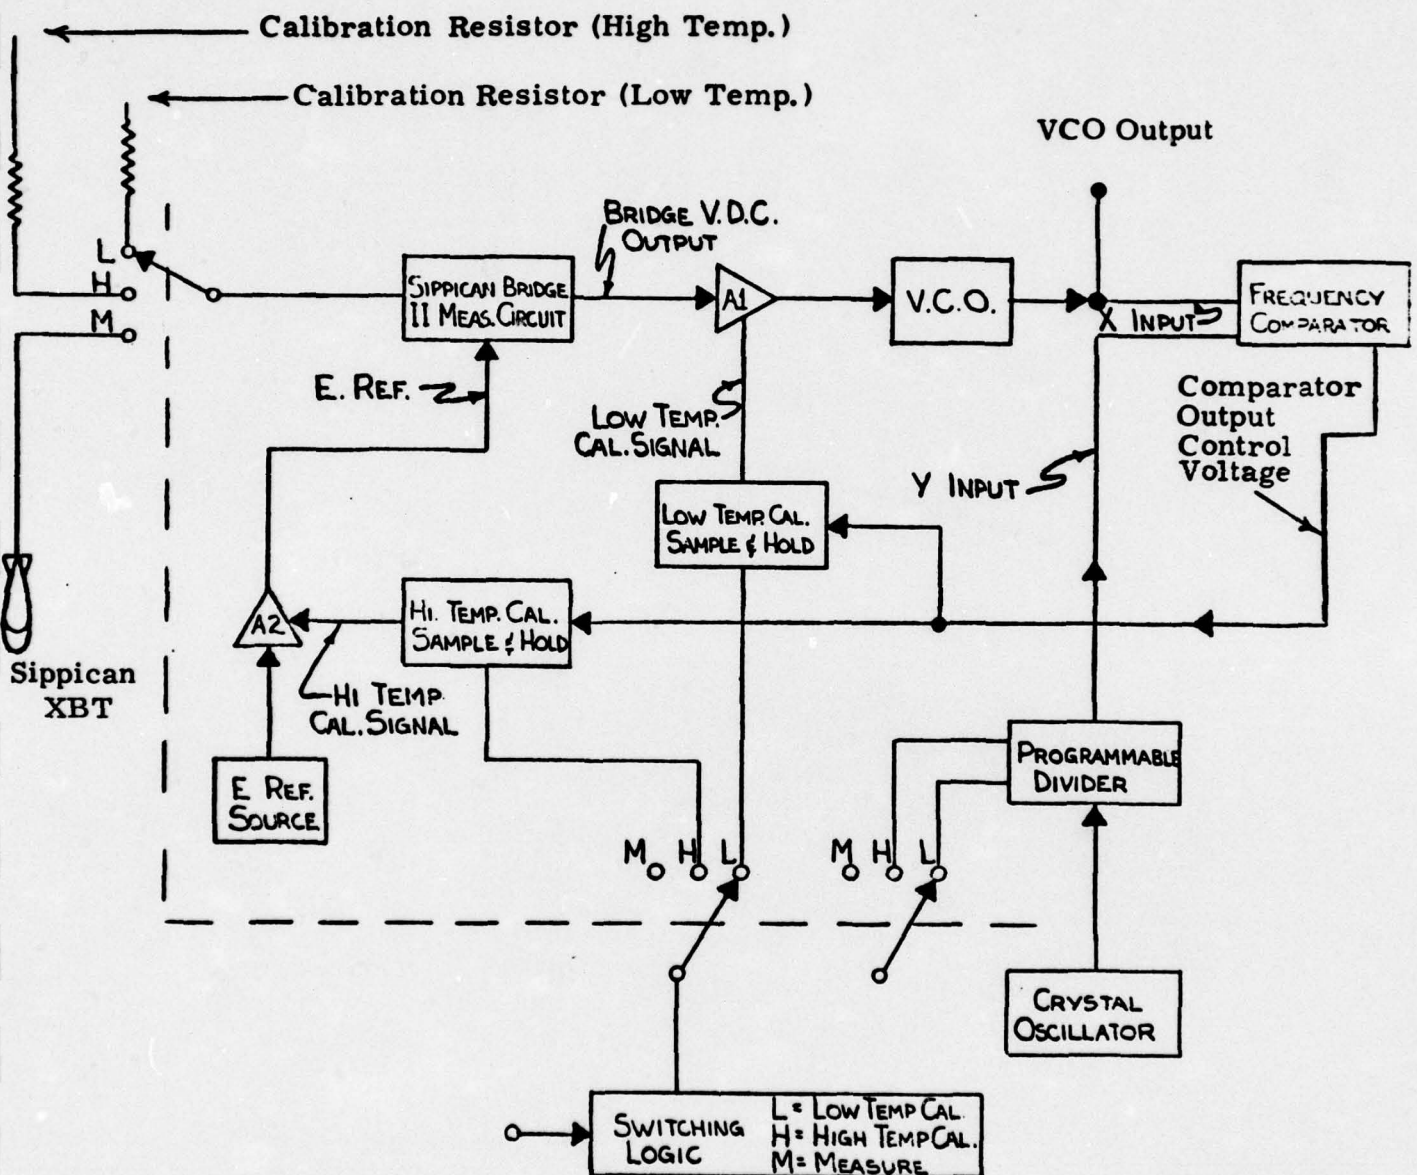 Calibration Resistor (High Temp.)
Calibration Resistor (Low Temp.)
VCO Output
L
H
M
BRIDGE V.D.C.
OUTPUT
SIPPICAN BRIDGE
II MEAS. CIRCUIT
A1
V.C.O.
X INPUT
FREQUENCY
COMPARATOR
E. REF.
LOW TEMP.
CAL. SIGNAL
Y INPUT
Comparator
Output
Control
Voltage
LOW TEMP. CAL.
SAMPLE & HOLD
A2
HI. TEMP. CAL.
SAMPLE & HOLD
Sippican
XBT
HI TEMP.
CAL. SIGNAL
E REF.
SOURCE
PROGRAMMABLE
DIVIDER
M H L
M H L
CRYSTAL
OSCILLATOR
SWITCHING
LOGIC
L = LOW TEMP CAL.
H = HIGH TEMP CAL.
M = MEASURE